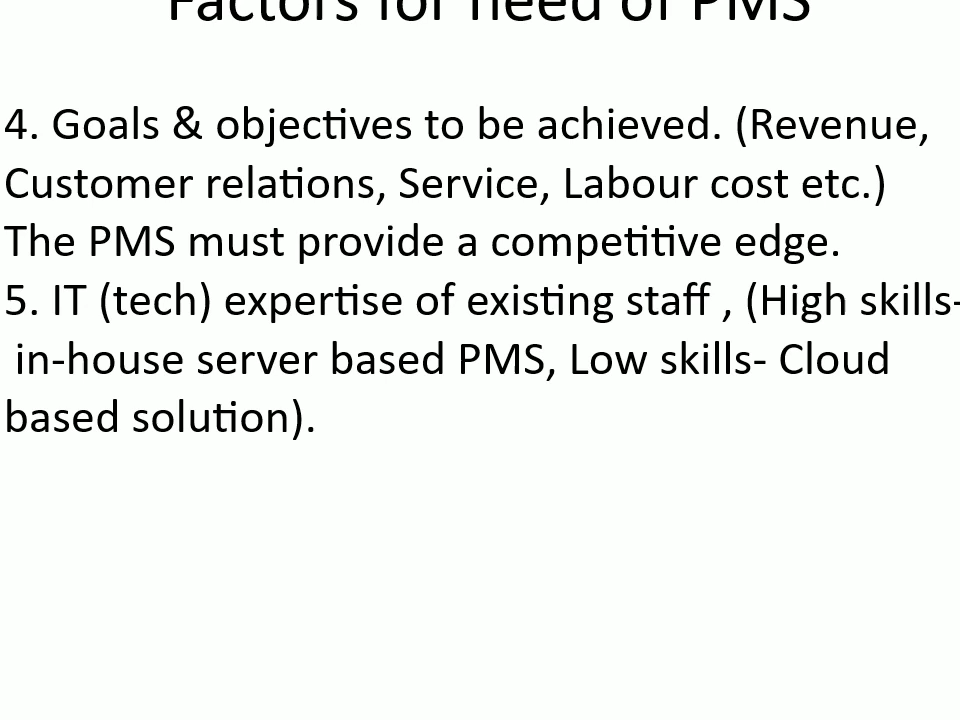 Factors for need of PMS
4. Goals & objectives to be achieved. (Revenue,
Customer relations, Service, Labour cost etc.)
The PMS must provide a competitive edge.
5. IT (tech) expertise of existing staff , (High skills-
in-house server based PMS, Low skills- Cloud
based solution).